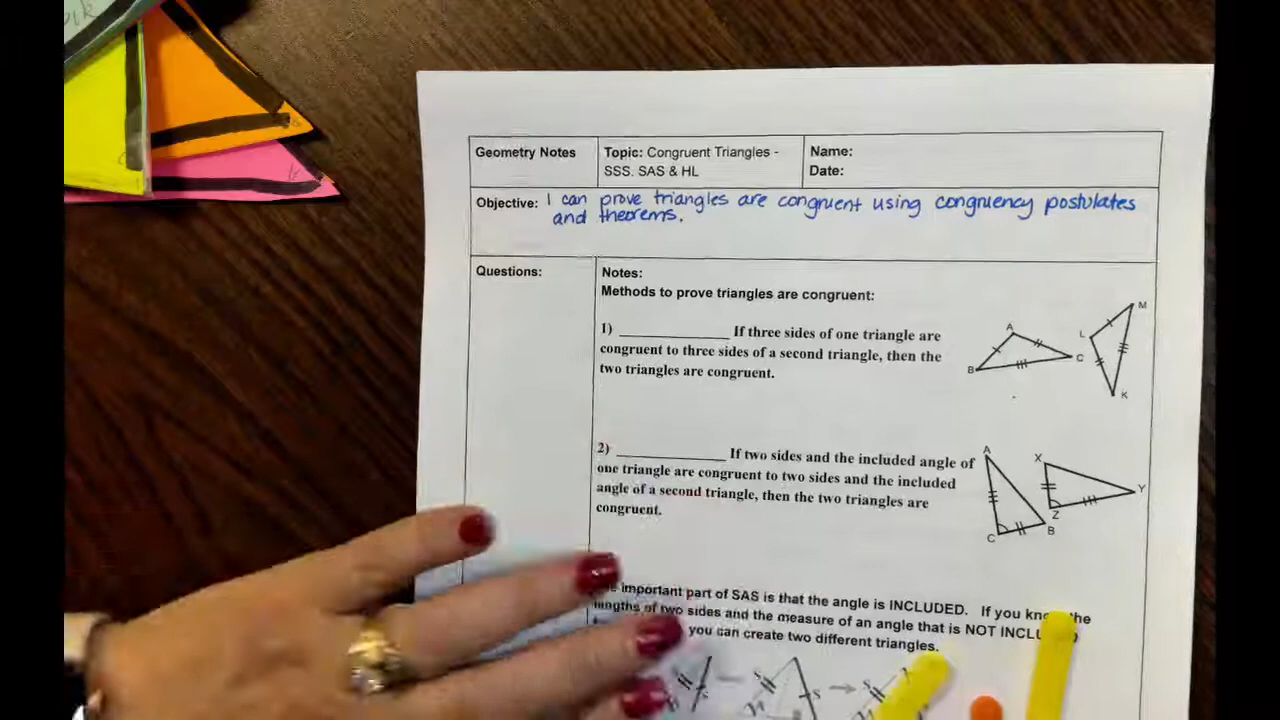 Geometry Notes
Topic: Congruent Triangles -
SSS. SAS & HL
Name:
Date:
Objective: I can prove triangles are congruent using congruency postulates
and theorems.
Questions:
Notes:
Methods to prove triangles are congruent:
1) ____________ If three sides of one triangle are
congruent to three sides of a second triangle, then the
two triangles are congruent.
A
B
C
L
M
K
2) ____________ If two sides and the included angle of
one triangle are congruent to two sides and the included
angle of a second triangle, then the two triangles are
congruent.
A
C
B
X
Y
Z
important part of SAS is that the angle is INCLUDED. If you the
lengths of two sides and the measure of an angle that is NOT
you can create two different triangles.
S
S
S